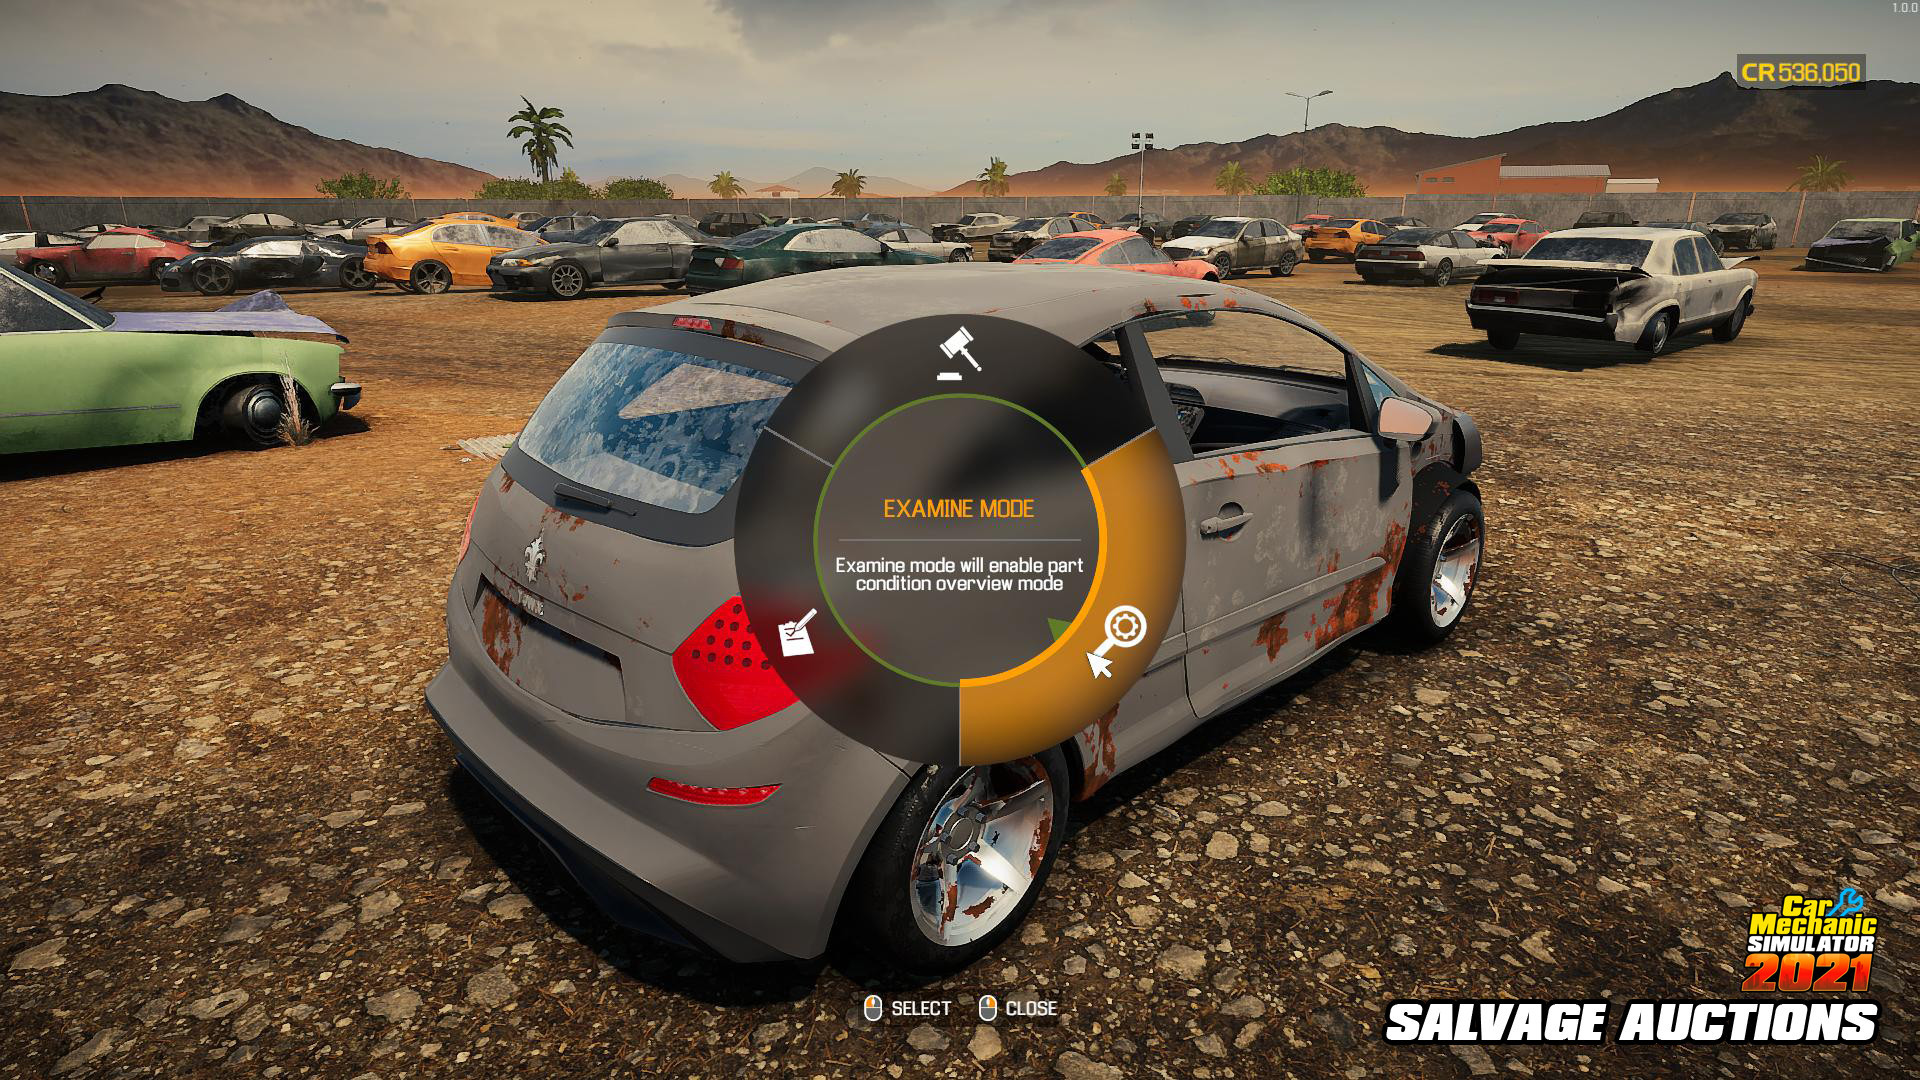 1.0.0
CR 536,050
EXAMINE MODE
Examine mode will enable part
condition overview mode
SELECT
CLOSE
Car
Mechanic
SIMULATOR
2021
SALVAGE AUCTIONS